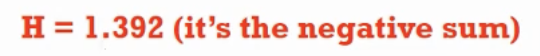 H = 1.392 (it’s the negative sum)